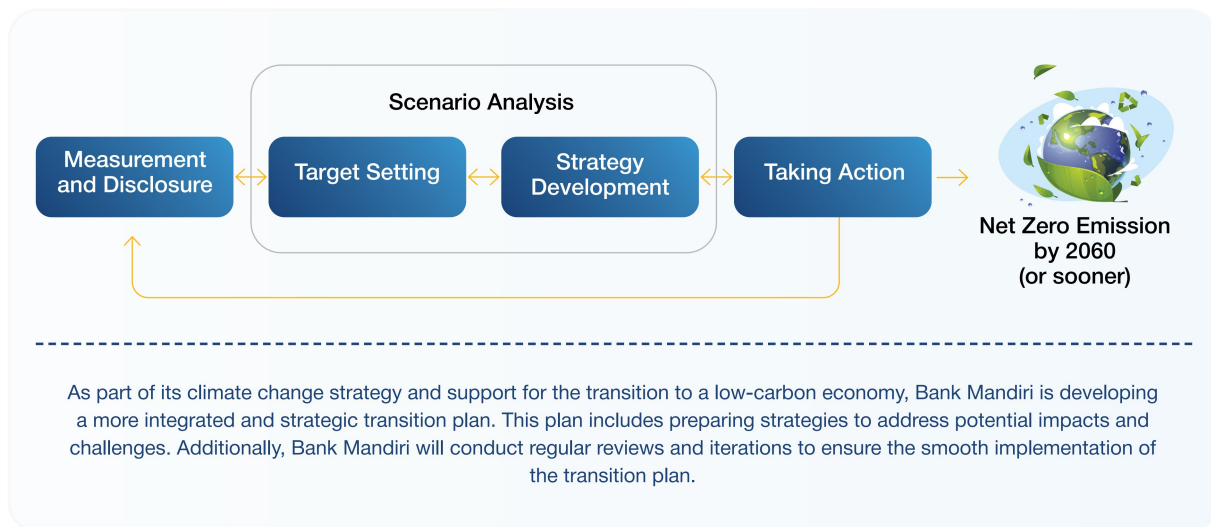 Scenario Analysis
Measurement
and Disclosure
Target Setting
Strategy
Development
Taking Action
Net Zero Emission
by 2060
(or sooner)
As part of its climate change strategy and support for the transition to a low-carbon economy, Bank Mandiri is developing
a more integrated and strategic transition plan. This plan includes preparing strategies to address potential impacts and
challenges. Additionally, Bank Mandiri will conduct regular reviews and iterations to ensure the smooth implementation of
the transition plan.